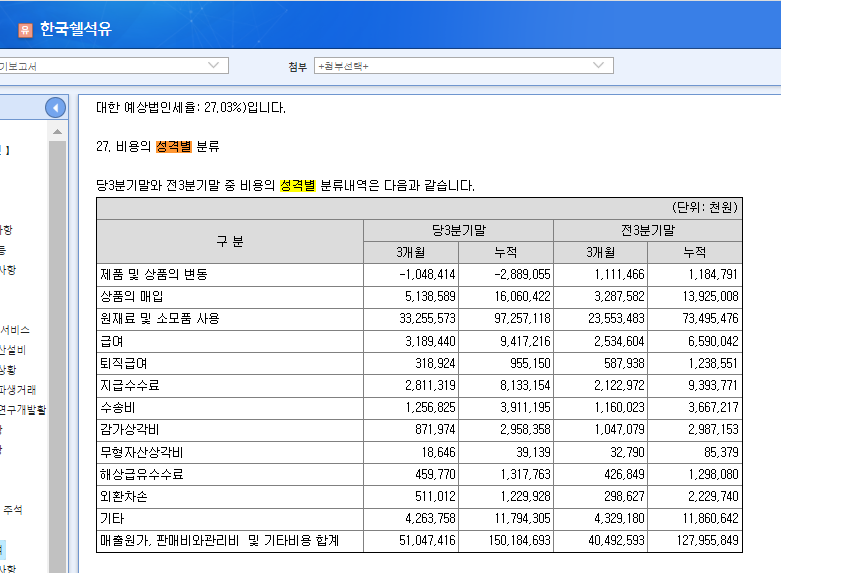 유 한국쉘석유
기보고서
첨부 +첨부선택+
대한 예상법인세율: 27.03%)입니다.
】
27. 비용의 성격별 분류
당3분기말와 전3분기말 중 비용의 성격별 분류내역은 다음과 같습니다.
(단위: 천원)
구 분 당3분기말 전3분기말
3개월 누적 3개월 누적
제품 및 상품의 변동 -1,048,414 -2,889,055 1,111,466 1,184,791
상품의 매입 5,138,589 16,060,422 3,287,582 13,925,008
원재료 및 소모품 사용 33,255,573 97,257,118 23,553,483 73,495,476
급여 3,189,440 9,417,216 2,534,604 6,590,042
퇴직급여 318,924 955,150 587,938 1,238,551
지급수수료 2,811,319 8,133,154 2,122,972 9,393,771
수송비 1,256,825 3,911,195 1,160,023 3,667,217
감가상각비 871,974 2,958,358 1,047,079 2,987,153
무형자산상각비 18,646 39,139 32,790 85,379
해상급유수수료 459,770 1,317,763 426,849 1,298,080
외환차손 511,012 1,229,928 298,627 2,229,740
기타 4,263,758 11,794,305 4,329,180 11,860,642
매출원가, 판매비와관리비 및 기타비용 합계 51,047,416 150,184,693 40,492,593 127,955,849
사항
등
사항
서비스
산설비
상황
파생거래
연구개발활
주석
사항